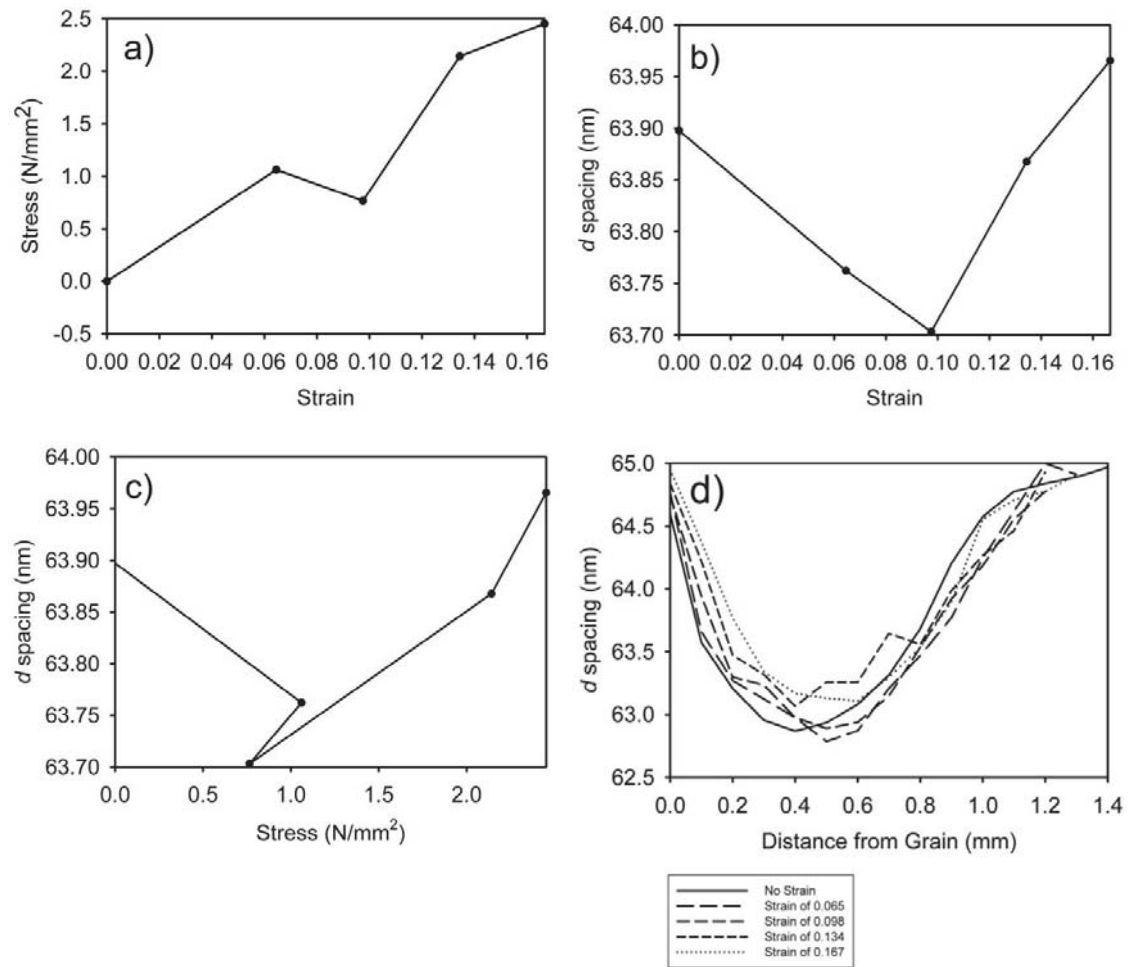 a)
2.5
2.0
1.5
1.0
0.5
0.0
-0.5
Stress (N/mm²)
0.00 0.02 0.04 0.06 0.08 0.10 0.12 0.14 0.16
Strain
b)
64.00
63.95
63.90
63.85
63.80
63.75
63.70
d spacing (nm)
0.00 0.02 0.04 0.06 0.08 0.10 0.12 0.14 0.16
Strain
c)
64.00
63.95
63.90
63.85
63.80
63.75
63.70
d spacing (nm)
0.0 0.5 1.0 1.5 2.0
Stress (N/mm²)
d)
65.0
64.5
64.0
63.5
63.0
62.5
d spacing (nm)
0.0 0.2 0.4 0.6 0.8 1.0 1.2 1.4
Distance from Grain (mm)
No Strain
Strain of 0.065
Strain of 0.098
Strain of 0.134
Strain of 0.167